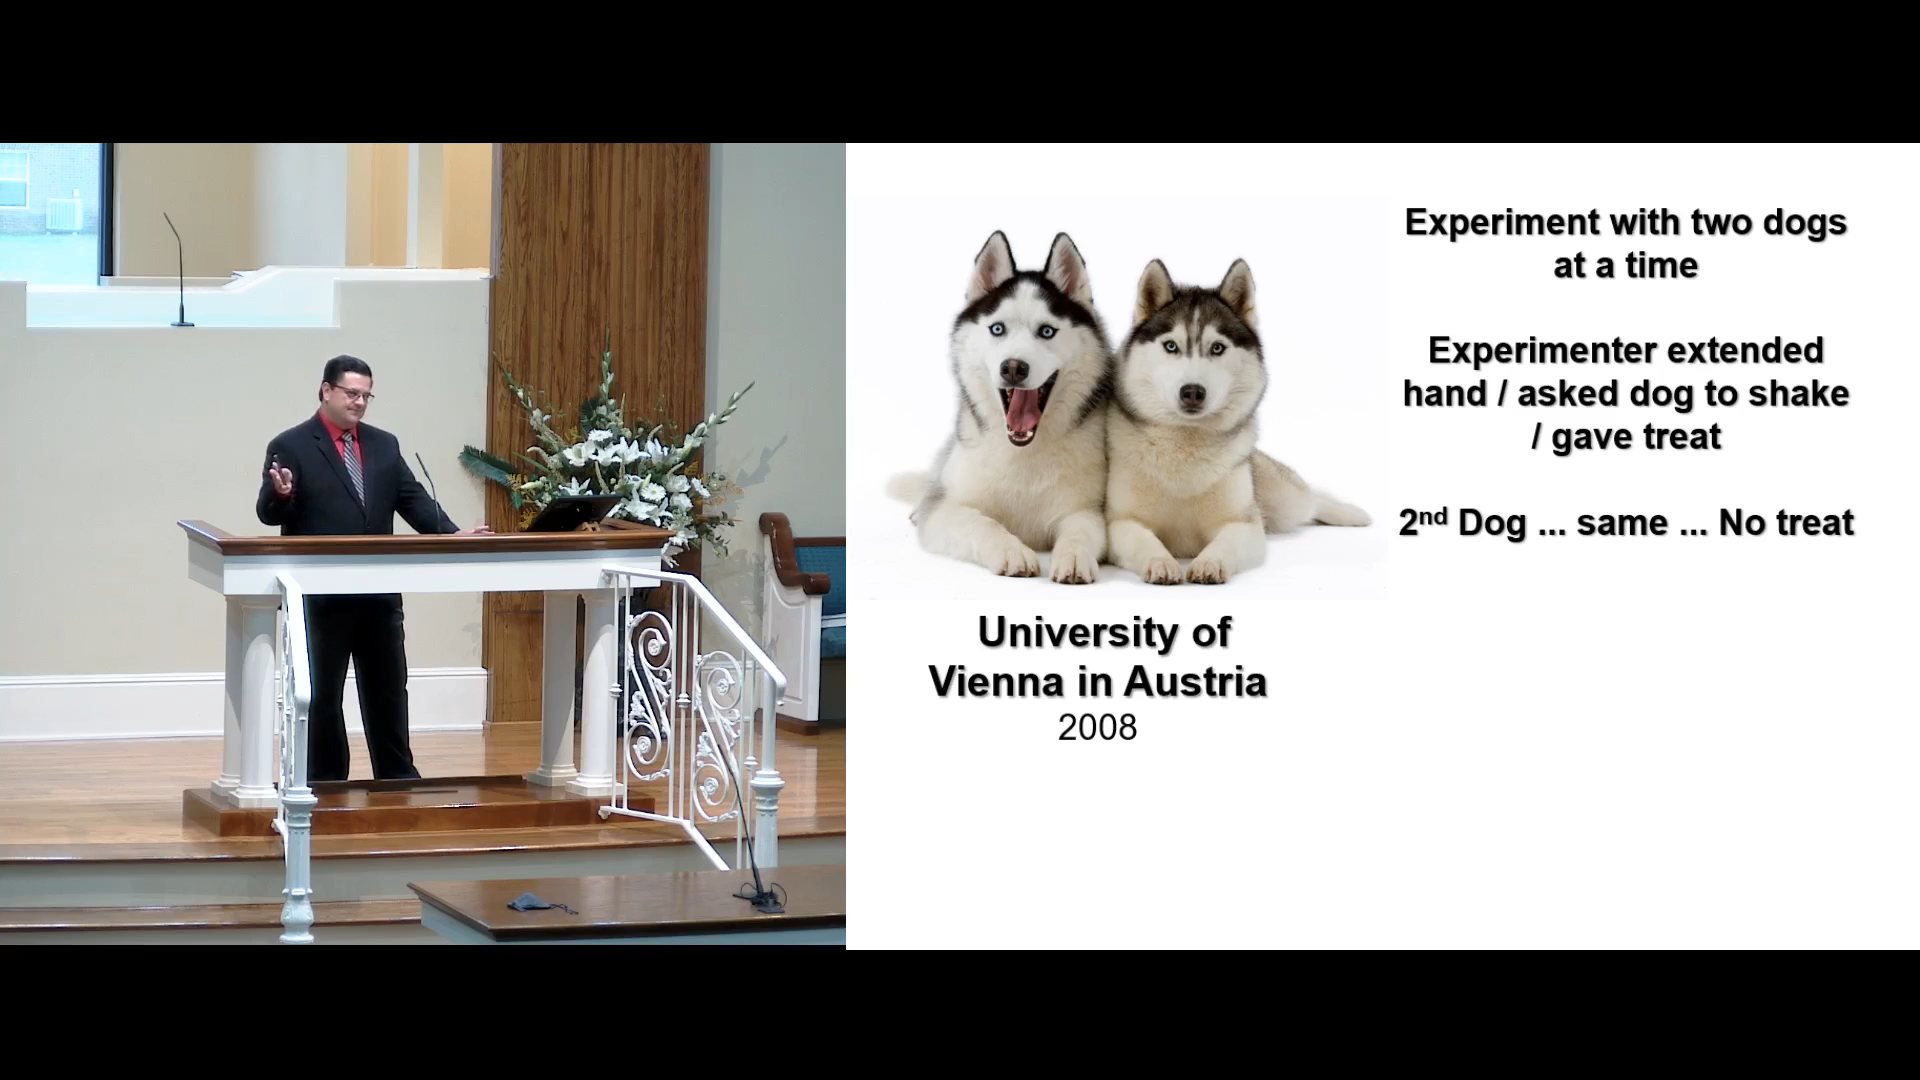 Experiment with two dogs
at a time
Experimenter extended
hand / asked dog to shake
/ gave treat
2nd Dog ... same ... No treat
University of
Vienna in Austria
2008